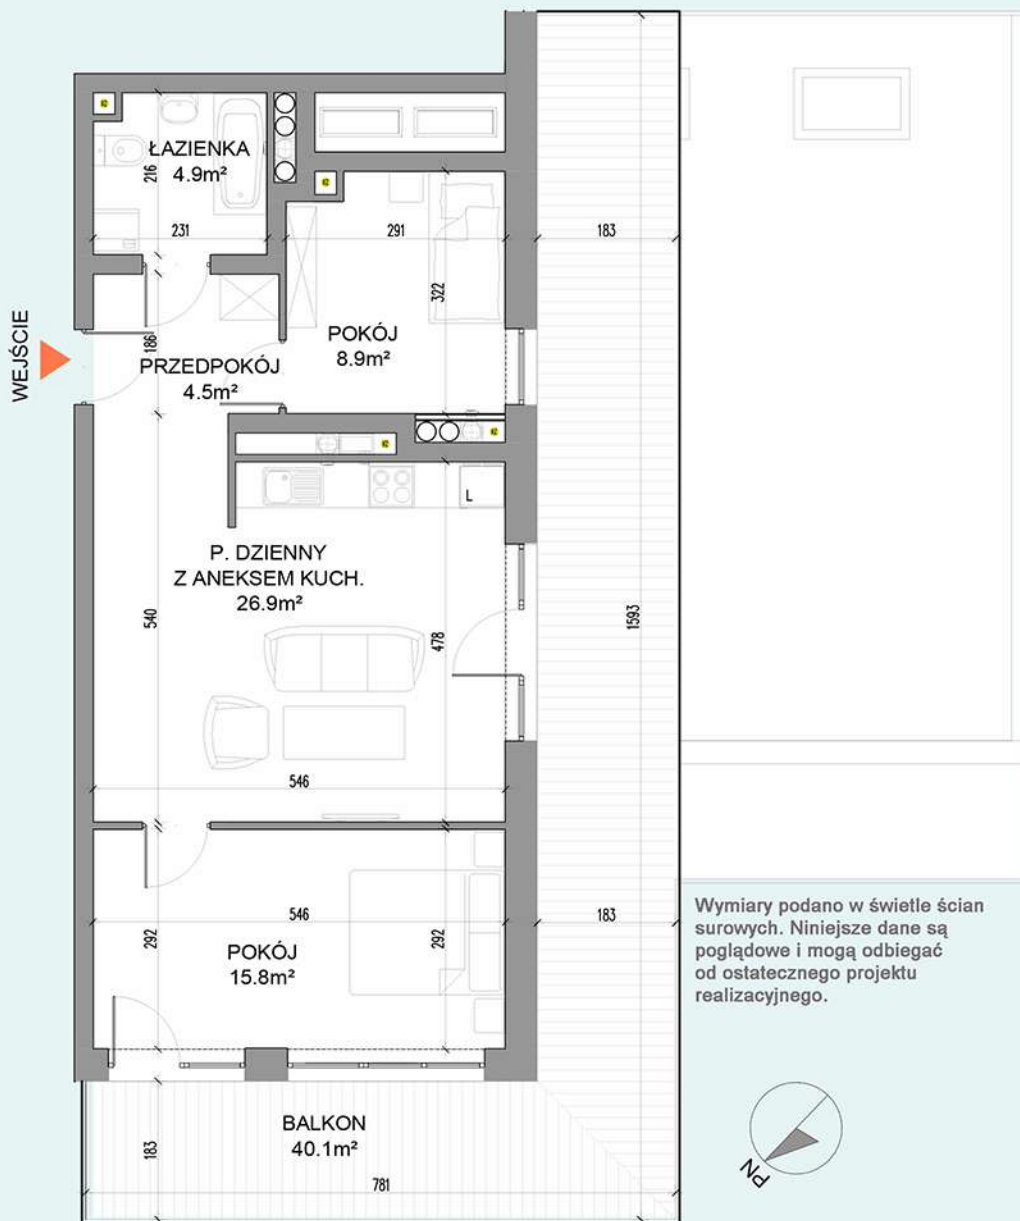 ŁAZIENKA
4.9m²
216
231
291
183
322
WEJŚCIE
186
PRZEDPOKÓJ
4.5m²
POKÓJ
8.9m²
L
P. DZIENNY
Z ANEKSEM KUCH.
26.9m²
540
478
1593
546
546
183
292
292
POKÓJ
15.8m²
Wymiary podano w świetle ścian
surowych. Niniejsze dane są
poglądowe i mogą odbiegać
od ostatecznego projektu
realizacyjnego.
BALKON
40.1m²
183
781
PN